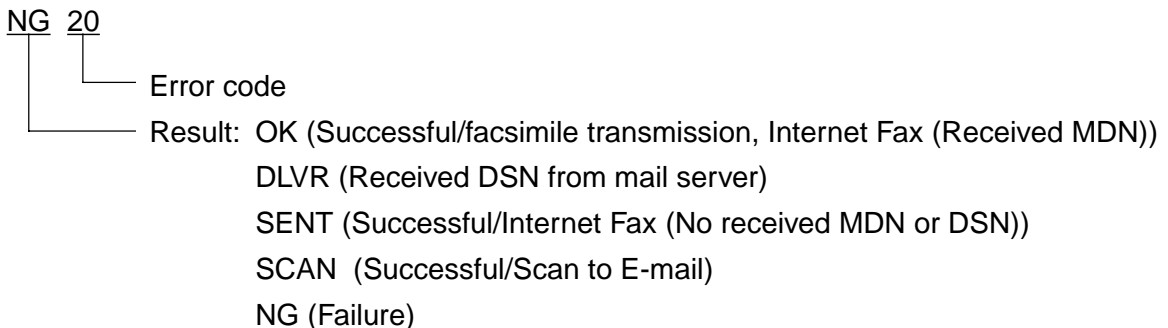 NG 20
Error code
Result: OK (Successful/facsimile transmission, Internet Fax (Received MDN))
DLVR (Received DSN from mail server)
SENT (Successful/Internet Fax (No received MDN or DSN))
SCAN (Successful/Scan to E-mail)
NG (Failure)